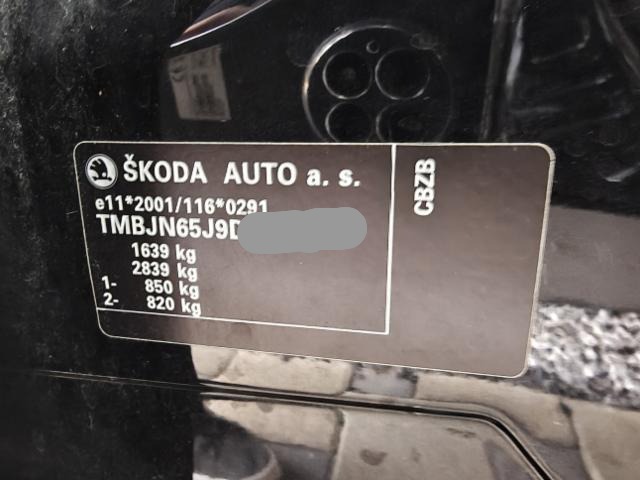 ŠKODA AUTO a. s.
e11*2001/116*0291
TMBJN65J9D
1639 kg
2839 kg
1- 850 kg
2- 820 kg
CBZB